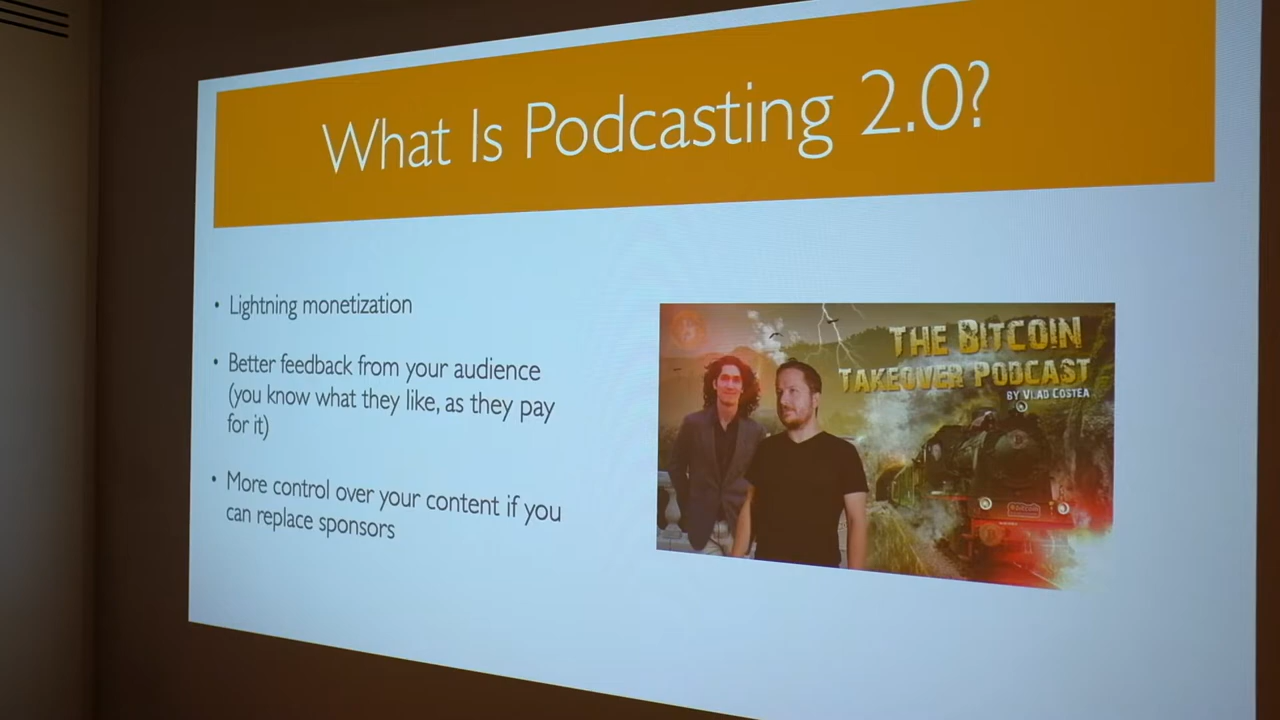 What Is Podcasting 2.0?
• Lightning monetization
• Better feedback from your audience
(you know what they like, as they pay
for it)
• More control over your content if you
can replace sponsors
THE BITCOIN
TAKEOVER PODCAST
BY VLAD COSTEA